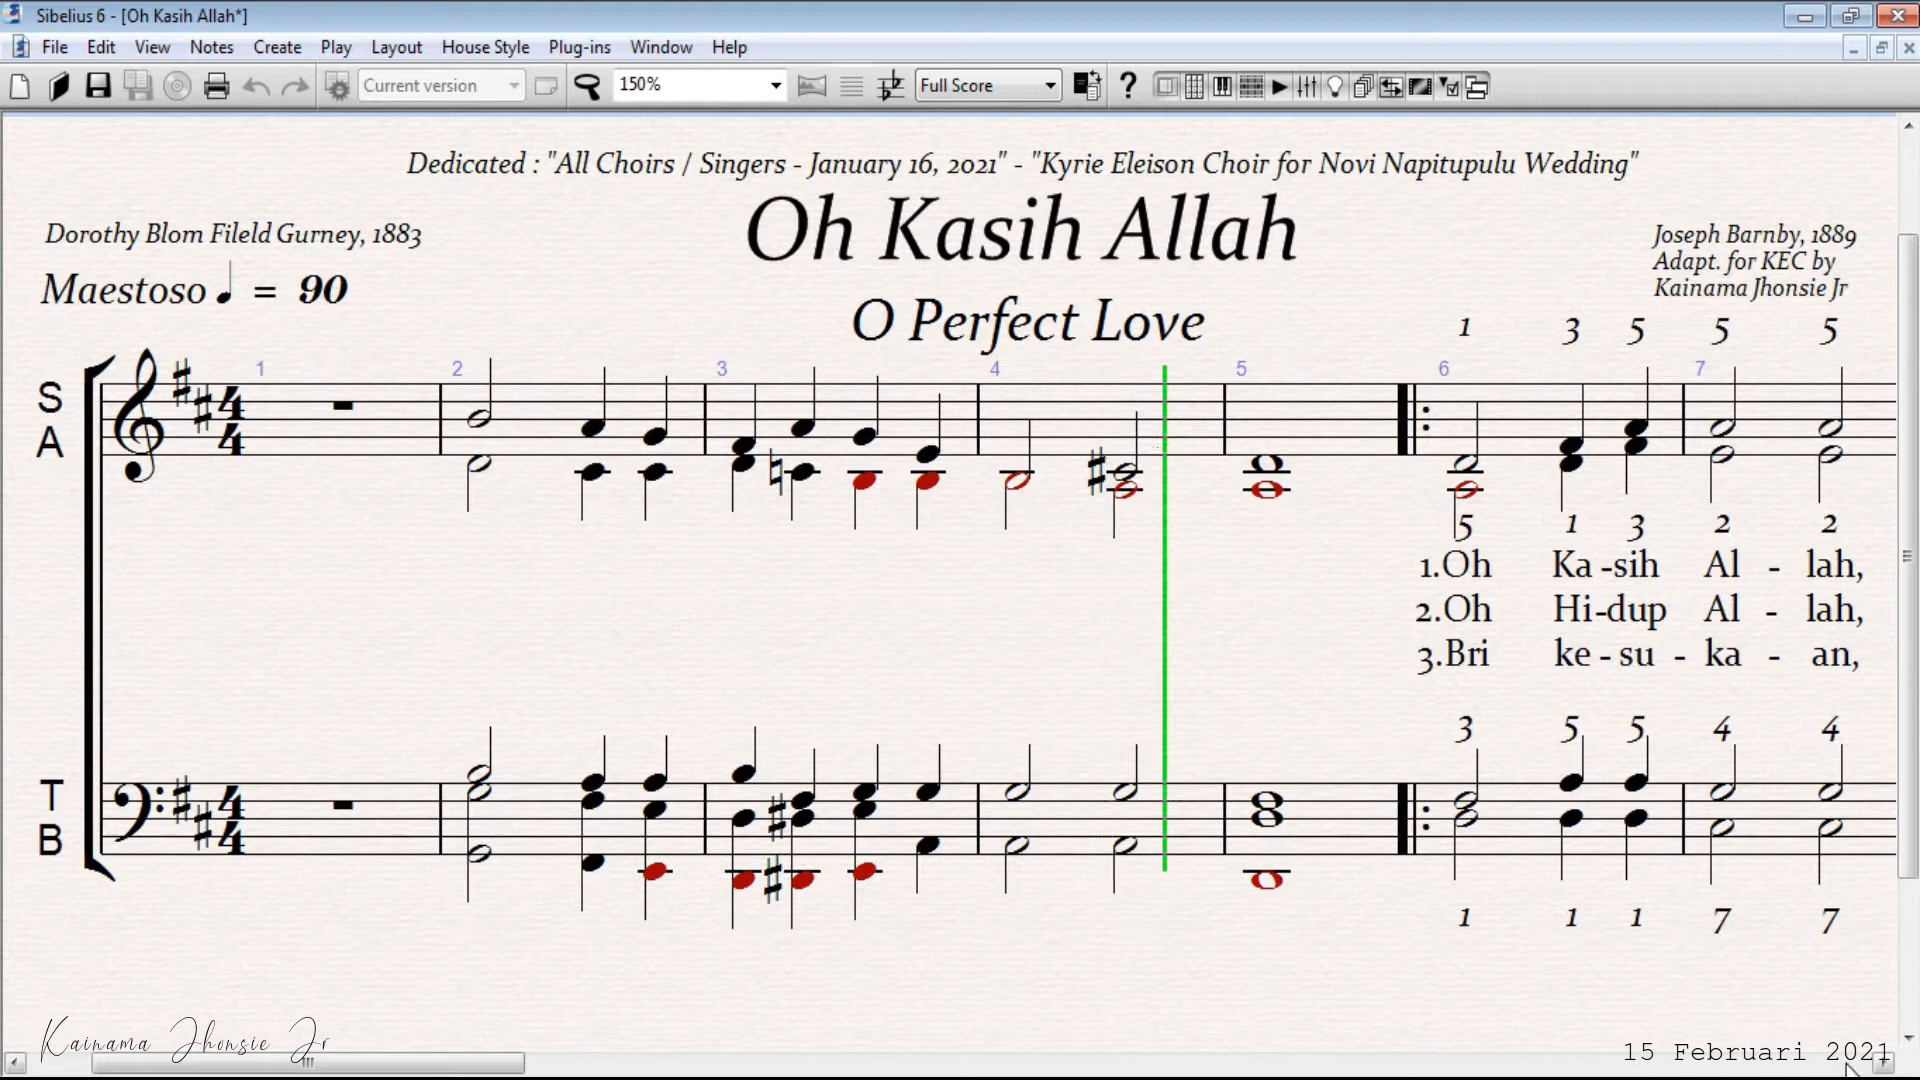 Sibelius 6 - [Oh Kasih Allah*]
File Edit View Notes Create Play Layout House Style Plug-ins Window Help
Current version 150% Full Score
Dedicated : "All Choirs / Singers - January 16, 2021" - "Kyrie Eleison Choir for Novi Napitupulu Wedding"
Oh Kasih Allah
Dorothy Blom Fileld Gurney, 1883
Joseph Barnby, 1889
Adapt. for KEC by
Kainama Jhonsie Jr
Maestoso ♩ = 90
O Perfect Love
1 3 5 5 5
1 2 3 4 5 6 7
S
A
4
4
5 1 3 2 2
1.Oh Ka -sih Al - lah,
2.Oh Hi-dup Al - lah,
3.Bri ke - su - ka - an,
3 5 5 4 4
T
B
4
4
1 1 1 7 7
Kainama Jhonsie Jr
15 Februari 2021